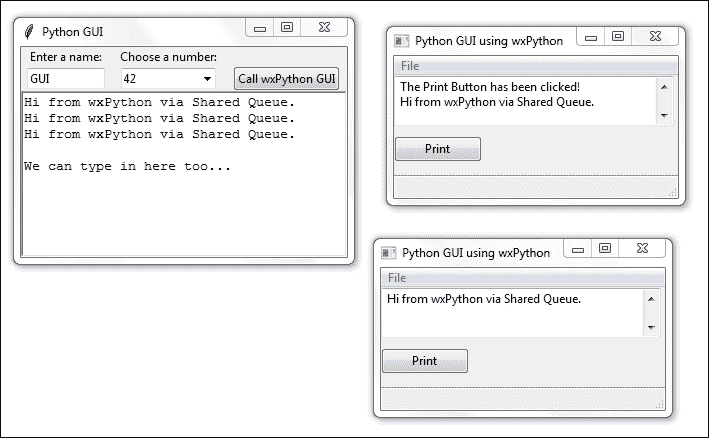 Python GUI
Enter a name: Choose a number:
GUI 42 Call wxPython GUI
Hi from wxPython via Shared Queue.
Hi from wxPython via Shared Queue.
Hi from wxPython via Shared Queue.
We can type in here too...
Python GUI using wxPython
File
The Print Button has been clicked!
Hi from wxPython via Shared Queue.
Print
Python GUI using wxPython
File
Hi from wxPython via Shared Queue.
Print